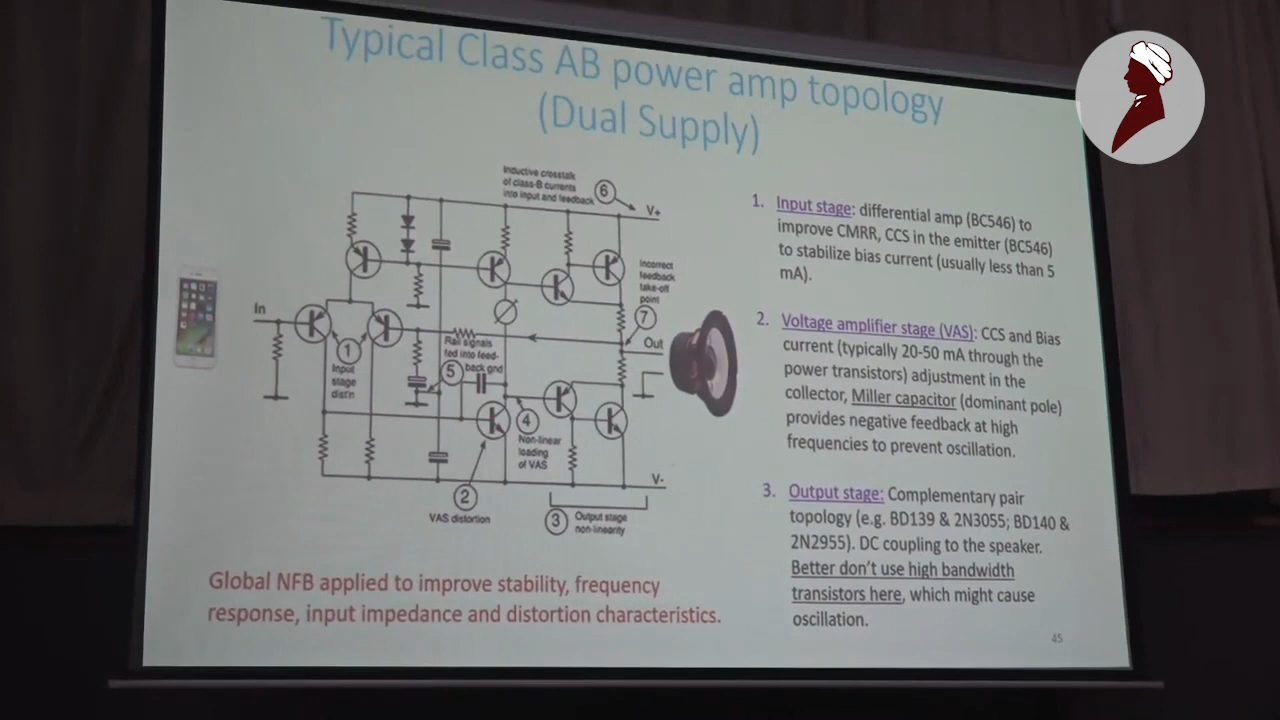 Typical Class AB power amp topology
(Dual Supply)
Inductive crosstalk
of class-B currents
into input and feedback
6
V+
Incorrect
feedback
take-off
point
7
In
Out
1
Input
stage
distn
Rail signals
fed into feed-
back gnd
5
4
Non-linear
loading
of VAS
V-
2
VAS distortion
3
Output stage
non-linearity
1. Input stage: differential amp (BC546) to
improve CMRR, CCS in the emitter (BC546)
to stabilize bias current (usually less than 5
mA).
2. Voltage amplifier stage (VAS): CCS and Bias
current (typically 20-50 mA through the
power transistors) adjustment in the
collector, Miller capacitor (dominant pole)
provides negative feedback at high
frequencies to prevent oscillation.
3. Output stage: Complementary pair
topology (e.g. BD139 & 2N3055; BD140 &
2N2955). DC coupling to the speaker.
Better don't use high bandwidth
transistors here, which might cause
oscillation.
Global NFB applied to improve stability, frequency
response, input impedance and distortion characteristics.
45